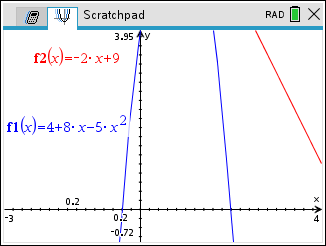 Scratchpad
RAD
3.95
y
f2(x)=-2·x+9
f1(x)=4+8·x-5·x²
0.2
x
-3
0.2
4
-0.72